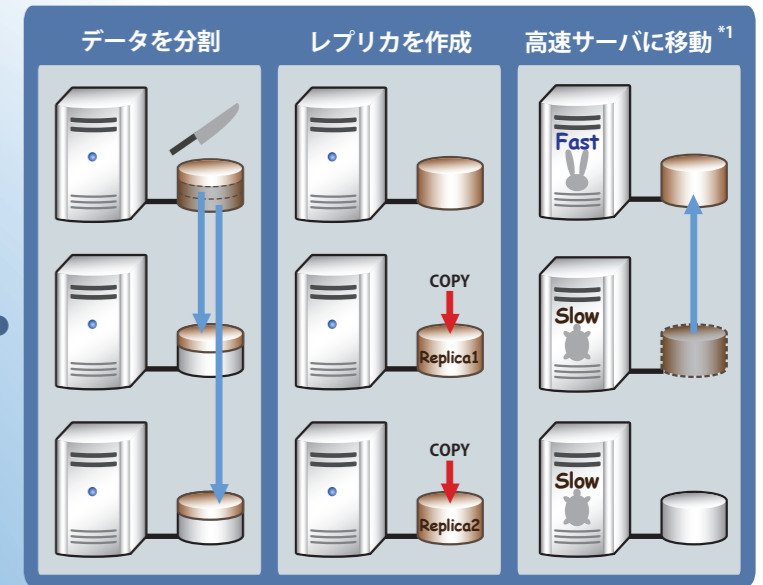 データを分割
レプリカを作成
高速サーバに移動 *1
Fast
COPY
Slow
Replica1
COPY
Slow
Replica2